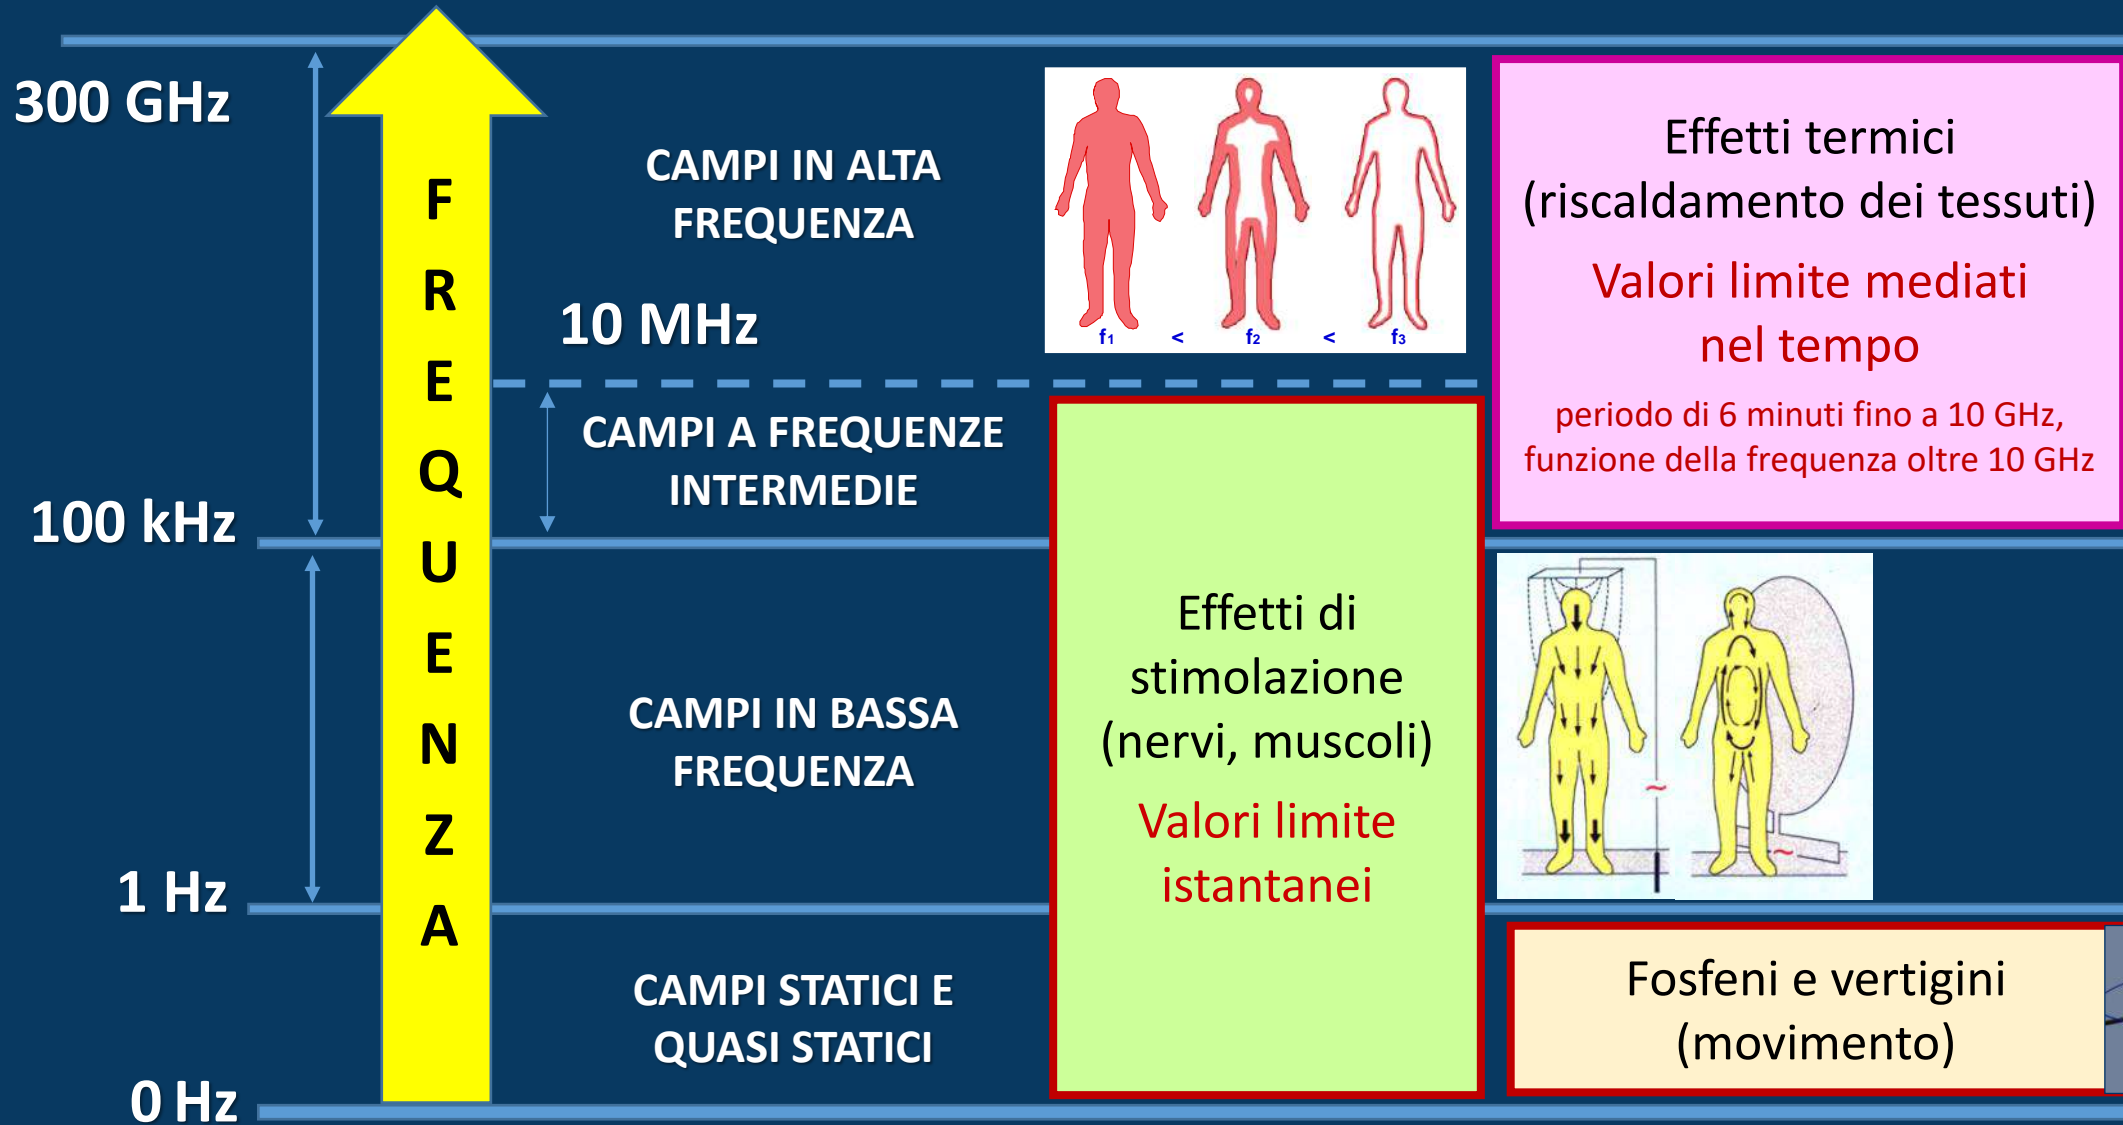 300 GHz
100 kHz
1 Hz
0 Hz
F
R
E
Q
U
E
N
Z
A
CAMPI IN ALTA
FREQUENZA
10 MHz
CAMPI A FREQUENZE
INTERMEDIE
CAMPI IN BASSA
FREQUENZA
CAMPI STATICI E
QUASI STATICI
f1 < f2 < f3
Effetti di
stimolazione
(nervi, muscoli)
Valori limite
istantanei
Effetti termici
(riscaldamento dei tessuti)
Valori limite mediati
nel tempo
periodo di 6 minuti fino a 10 GHz,
funzione della frequenza oltre 10 GHz
~
~
Fosfeni e vertigini
(movimento)